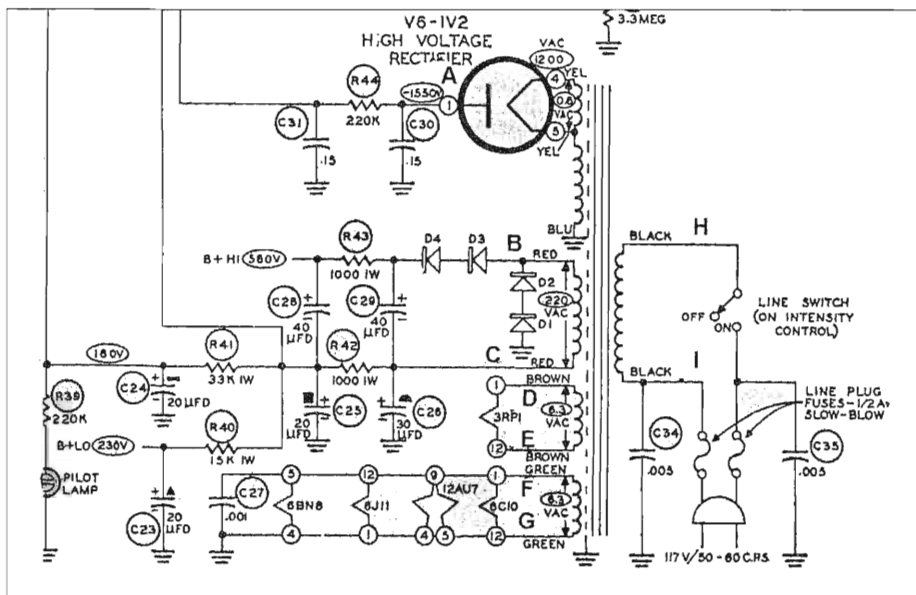 3.3 MEG
V6-1V2
HIGH VOLTAGE
RECTIFIER
VAC
1200
YEL
A
R44
-1550V
1
4
0.6
VAC
5
YEL
220K
C31
C30
.15
.15
BLU
R43
D4
D3
B
RED
B+HI 560V
1000 1W
D2
220
VAC
D1
C28
C29
40
µFD
40
µFD
R42
180V
R41
C
RED
33K 1W
1000 1W
BROWN
C24
20 µFD
C25
20
µFD
C26
30
µFD
R39
220K
R40
B+LO 230V
15K 1W
1
3RP1
12
D
6.3
VAC
E
BROWN
GREEN
PILOT
LAMP
C23
20
µFD
C27
.001
5
6BN8
4
12
6J11
1
9
12AU7
4
5
1
6C10
12
F
6.3
VAC
G
GREEN
BLACK
H
OFF
ON
LINE SWITCH
(ON INTENSITY
CONTROL)
BLACK
I
LINE PLUG
FUSES-1/2 A,
SLOW-BLOW
C34
.005
C35
.005
117 V/50-60 C.P.S.